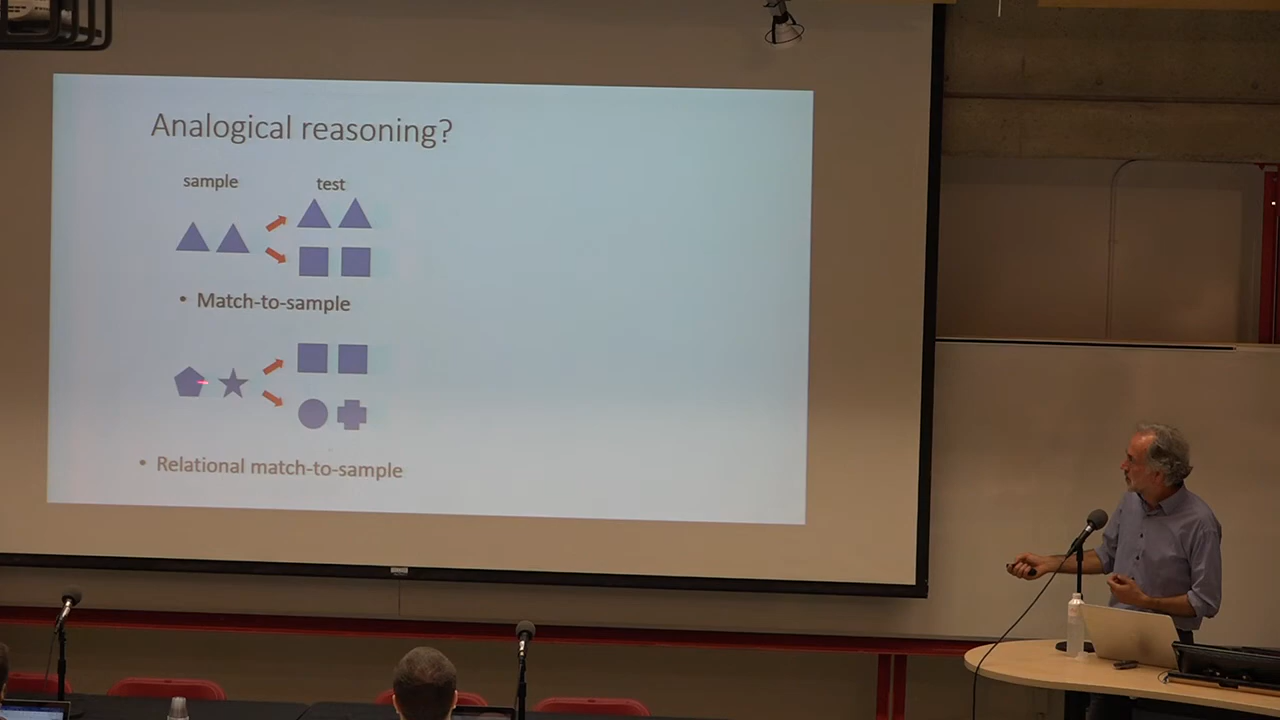 Analogical reasoning?
sample test
• Match-to-sample
• Relational match-to-sample